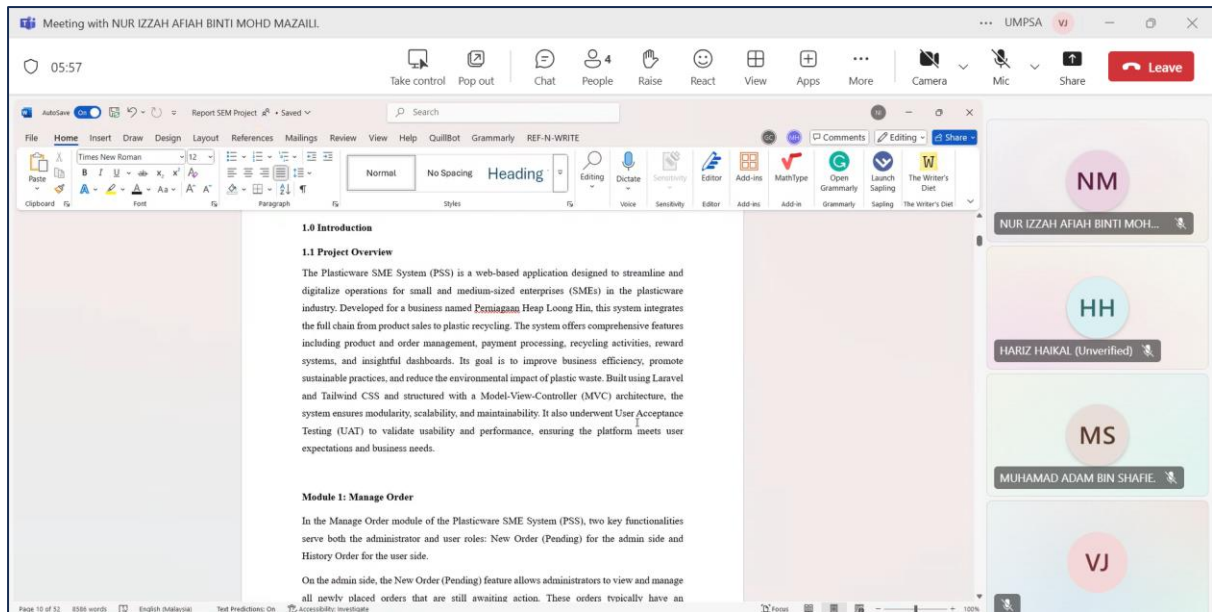 Meeting with NUR IZZAH AFIAH BINTI MOHD MAZAILI.
UMPSA
VJ
05:57
Take control
Pop out
Chat
4
People
Raise
React
View
Apps
More
Camera
Mic
Share
Leave
AutoSave On
Report SEM Project
• Saved
Search
File Home Insert Draw Design Layout References Mailings Review View Help QuillBot Grammarly REF-N-WRITE
Comments
Editing
Share
Paste
Times New Roman
12
Normal
No Spacing
Heading
Editing
Dictate
Sensitivity
Editor
Add-ins
MathType
Open Grammarly
Launch Sapling
The Writer's Diet
Clipboard
Font
Paragraph
Styles
Voice
Sensitivity
Editor
Add-ins
Add-in
Grammarly
Sapling
The Writer's Diet
1.0 Introduction
1.1 Project Overview
The Plasticware SME System (PSS) is a web-based application designed to streamline and
digitalize operations for small and medium-sized enterprises (SMEs) in the plasticware
industry. Developed for a business named Perniagaan Heap Loong Hin, this system integrates
the full chain from product sales to plastic recycling. The system offers comprehensive features
including product and order management, payment processing, recycling activities, reward
systems, and insightful dashboards. Its goal is to improve business efficiency, promote
sustainable practices, and reduce the environmental impact of plastic waste. Built using Laravel
and Tailwind CSS and structured with a Model-View-Controller (MVC) architecture, the
system ensures modularity, scalability, and maintainability. It also underwent User Acceptance
Testing (UAT) to validate usability and performance, ensuring the platform meets user
expectations and business needs.
Module 1: Manage Order
In the Manage Order module of the Plasticware SME System (PSS), two key functionalities
serve both the administrator and user roles: New Order (Pending) for the admin side and
History Order for the user side.
On the admin side, the New Order (Pending) feature allows administrators to view and manage
all newly placed orders that are still awaiting action. These orders typically have an
Page 10 of 52 8586 words English (Malaysia) Text Predictions: On Accessibility: Investigate
Focus
100%
NM
NUR IZZAH AFIAH BINTI MOH...
HH
HARIZ HAIKAL (Unverified)
MS
MUHAMAD ADAM BIN SHAFIE.
VJ